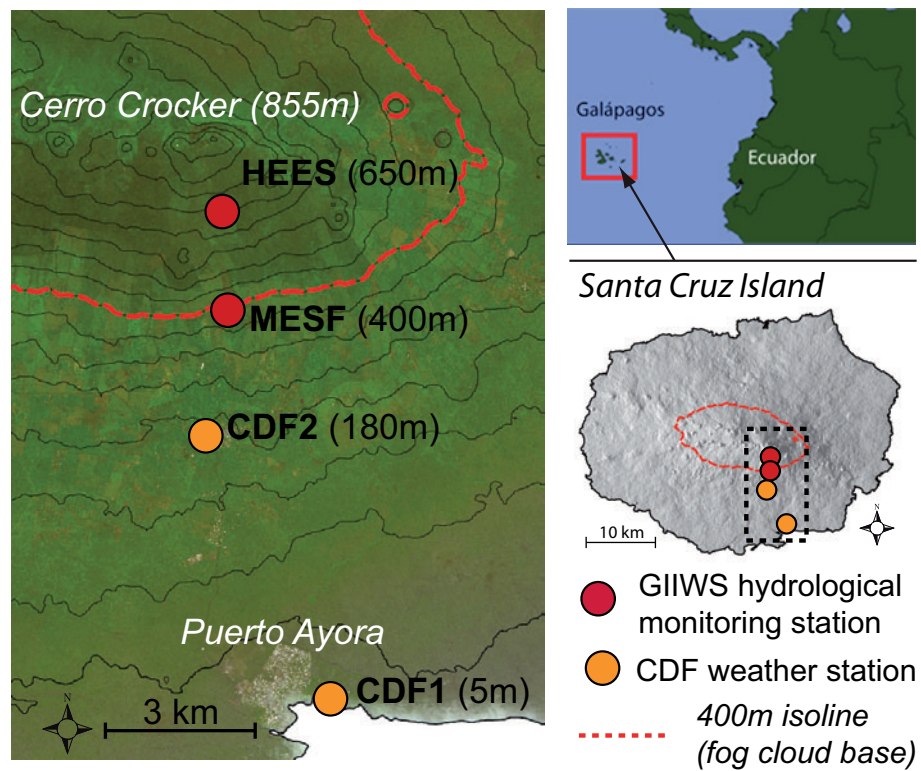 Cerro Crocker (855m)
HEES (650m)
MESF (400m)
CDF2 (180m)
Puerto Ayora
CDF1 (5m)
N
3 km
Galápagos
Ecuador
Santa Cruz Island
10 km
N
GIIWS hydrological
monitoring station
CDF weather station
400m isoline
(fog cloud base)